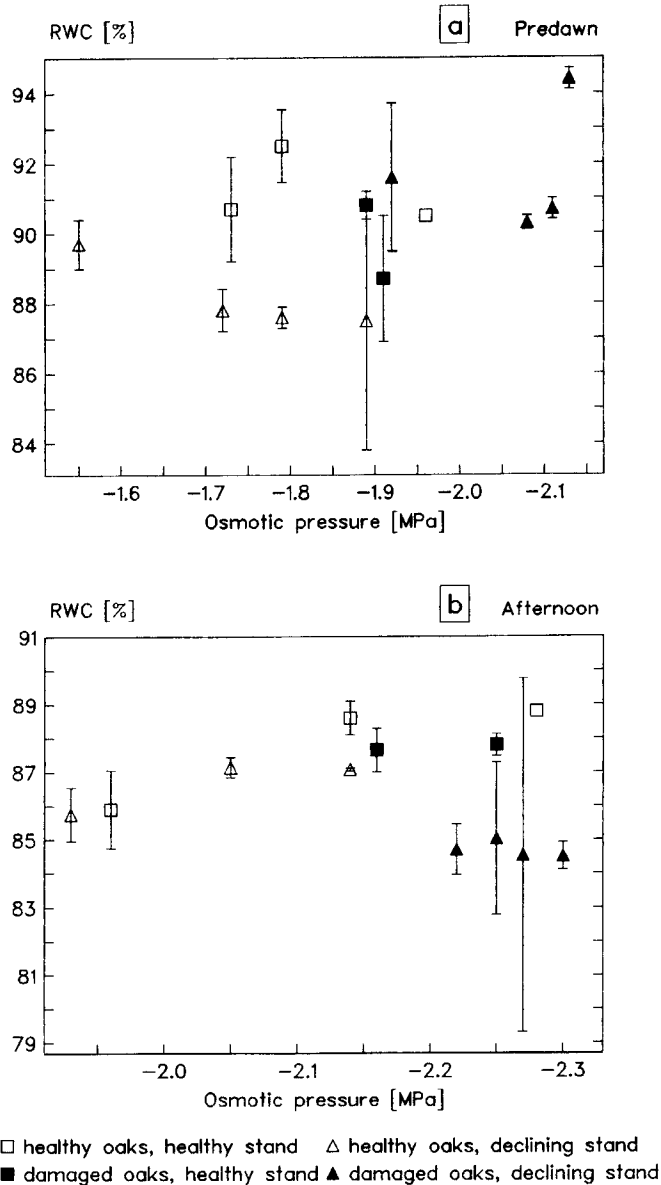 RWC [%] a Predawn
94
92
90
88
86
84
-1.6 -1.7 -1.8 -1.9 -2.0 -2.1
Osmotic pressure [MPa]
RWC [%] b Afternoon
91
89
87
85
83
81
79
-2.0 -2.1 -2.2 -2.3
Osmotic pressure [MPa]
□ healthy oaks, healthy stand △ healthy oaks, declining stand
■ damaged oaks, healthy stand ▲ damaged oaks, declining stand